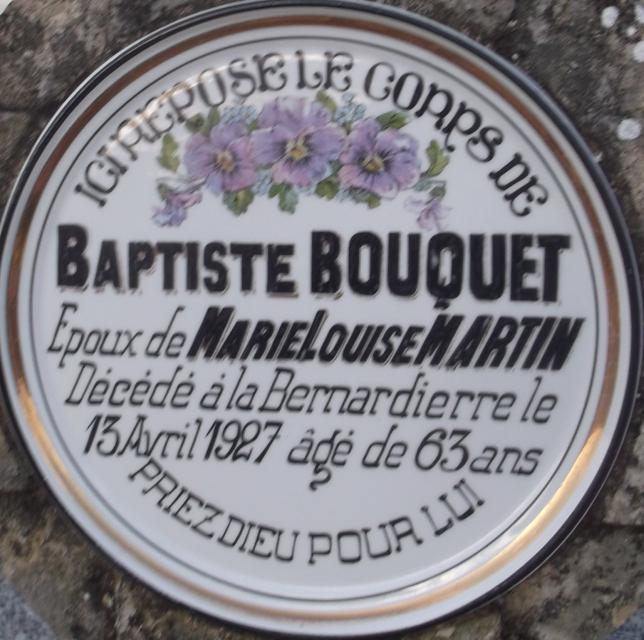 ICI REPOSE LE CORPS DE
BAPTISTE BOUQUET
Epoux de MARIE LOUISE MARTIN
Décédé à la Bernardierre le
13 Avril 1927 âgé de 63 ans
PRIEZ DIEU POUR LUI